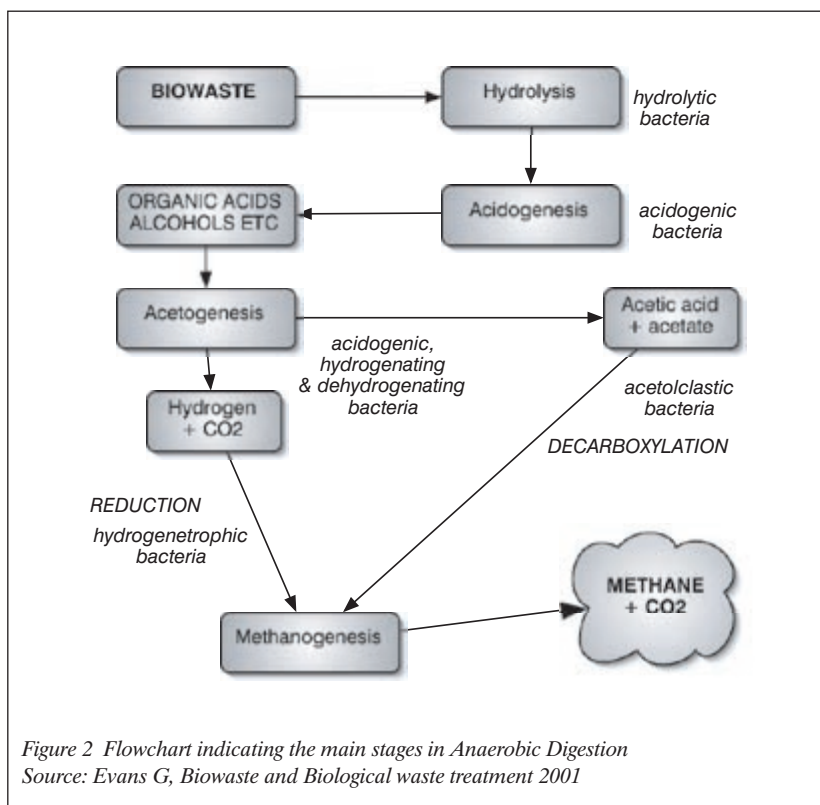 BIOWASTE
Hydrolysis
hydrolytic
bacteria
ORGANIC ACIDS
ALCOHOLS ETC
Acidogenesis
acidogenic
bacteria
Acetogenesis
Acetic acid
+ acetate
acidogenic,
hydrogenating
& dehydrogenating
bacteria
acetolclastic
bacteria
Hydrogen
+ CO2
DECARBOXYLATION
REDUCTION
hydrogenetrophic
bacteria
METHANE
+ CO2
Methanogenesis
Figure 2 Flowchart indicating the main stages in Anaerobic Digestion
Source: Evans G, Biowaste and Biological waste treatment 2001